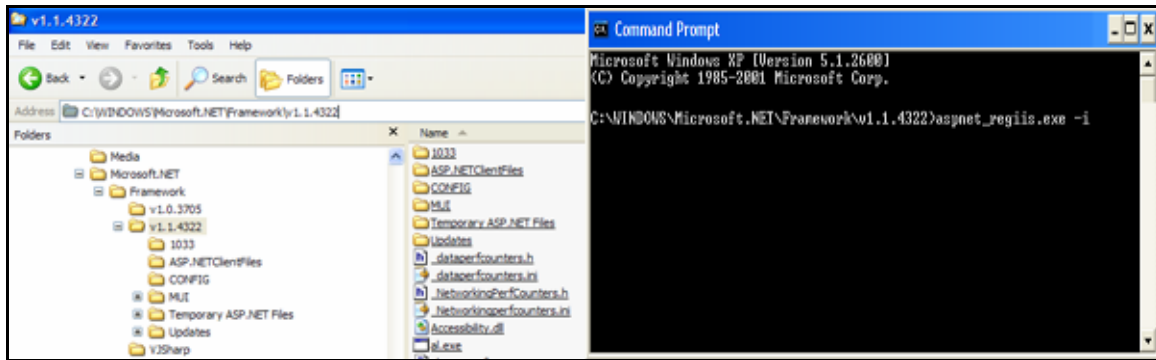 v1.1.4322
File Edit View Favorites Tools Help
Back Search Folders
Address C:\WINDOWS\Microsoft.NET\Framework\v1.1.4322
Folders
Media
Microsoft.NET
Framework
v1.0.3705
v1.1.4322
1033
ASP.NETClientFiles
CONFIG
MUI
Temporary ASP.NET Files
Updates
VJSharp
Name
1033
ASP.NETClientFiles
CONFIG
MUI
Temporary ASP.NET Files
Updates
_dataperfcounters.h
_dataperfcounters.ini
_NetworkingPerfCounters.h
_Networkingperfcounters.ini
Accessibility.dll
al.exe
Command Prompt
Microsoft Windows XP [Version 5.1.2600]
(C) Copyright 1985-2001 Microsoft Corp.
C:\WINDOWS\Microsoft.NET\Framework\v1.1.4322>aspnet_regiis.exe -i